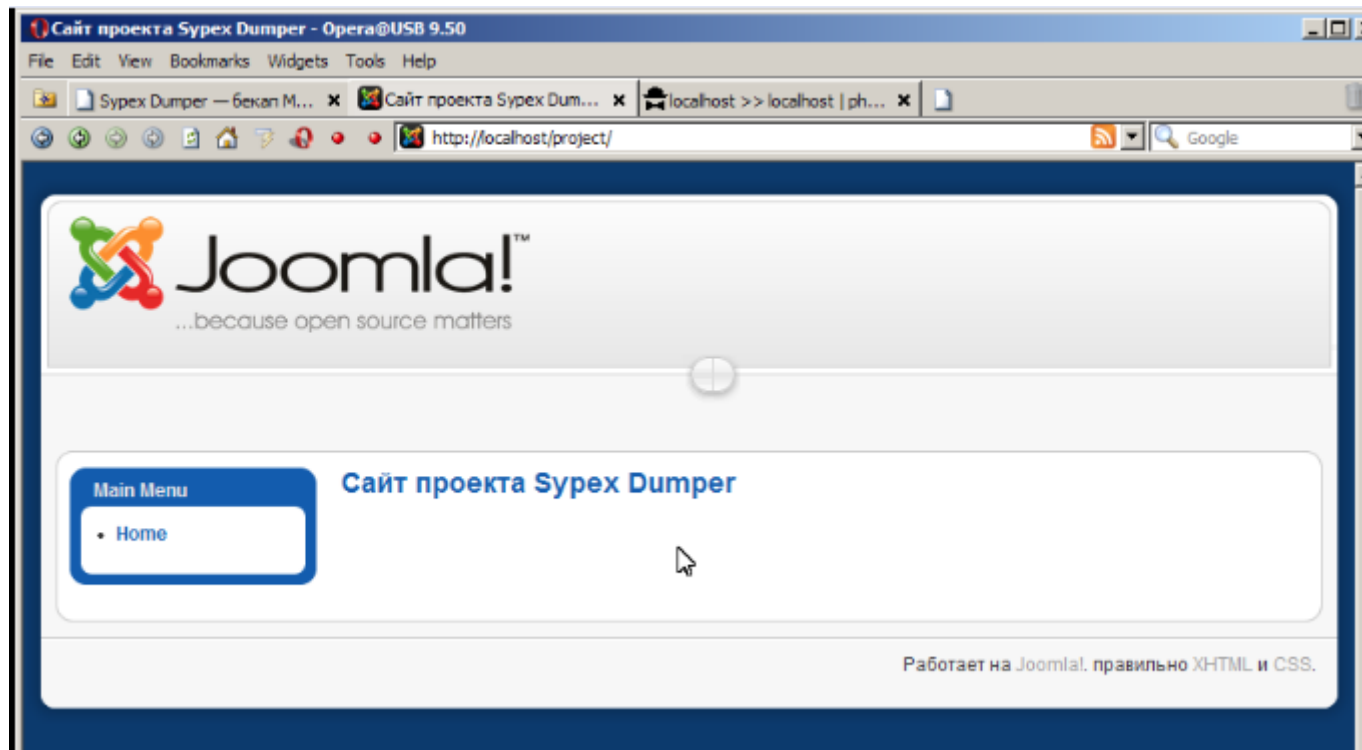 Сайт проекта Sypex Dumper - Opera@USB 9.50
File Edit View Bookmarks Widgets Tools Help
Sypex Dumper — бекап M... Сайт проекта Sypex Dum... localhost >> localhost | ph...
http://localhost/project/ Google
Joomla!™
...because open source matters
Main Menu
Сайт проекта Sypex Dumper
Home
Работает на Joomla!. правильно XHTML и CSS.